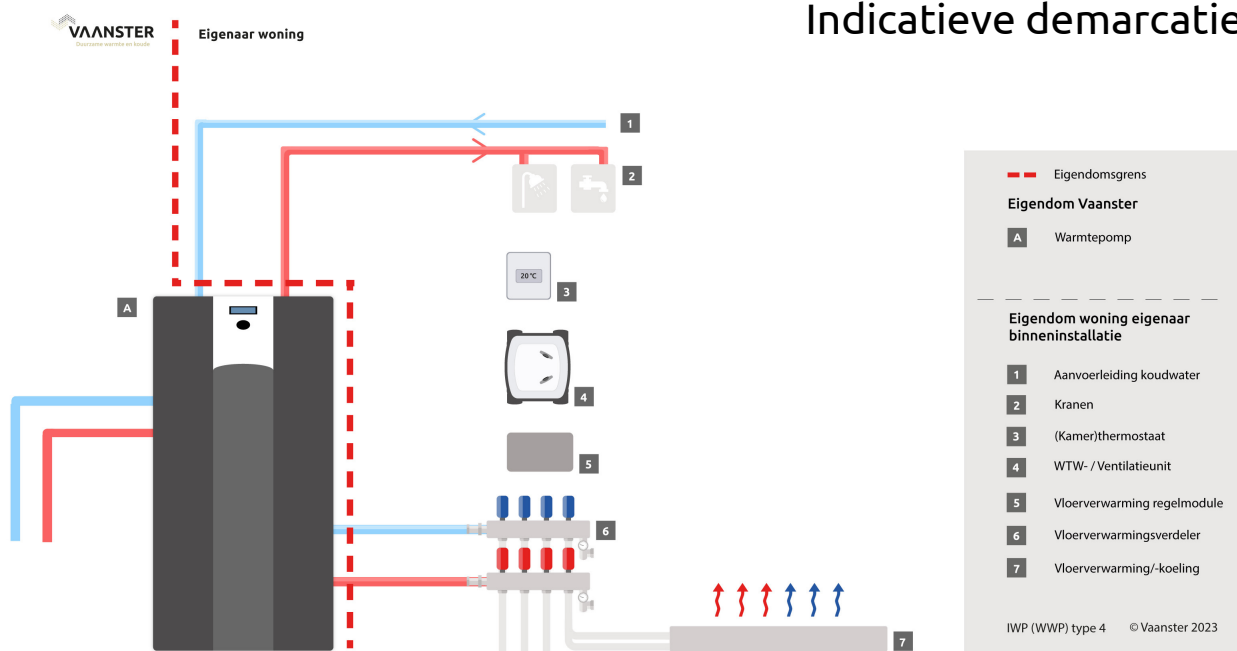 Indicatieve demarcatie
VAANSTER
Duurzame warmte en koude
Eigenaar woning
1
2
20 °C
3
A
4
5
6
7
Eigendomsgrens
Eigendom Vaanster
A Warmtepomp
Eigendom woning eigenaar
binneninstallatie
1 Aanvoerleiding koudwater
2 Kranen
3 (Kamer)thermostaat
4 WTW- / Ventilatieunit
5 Vloerverwarming regelmodule
6 Vloerverwarmingsverdeler
7 Vloerverwarming/-koeling
IWP (WWP) type 4 © Vaanster 2023